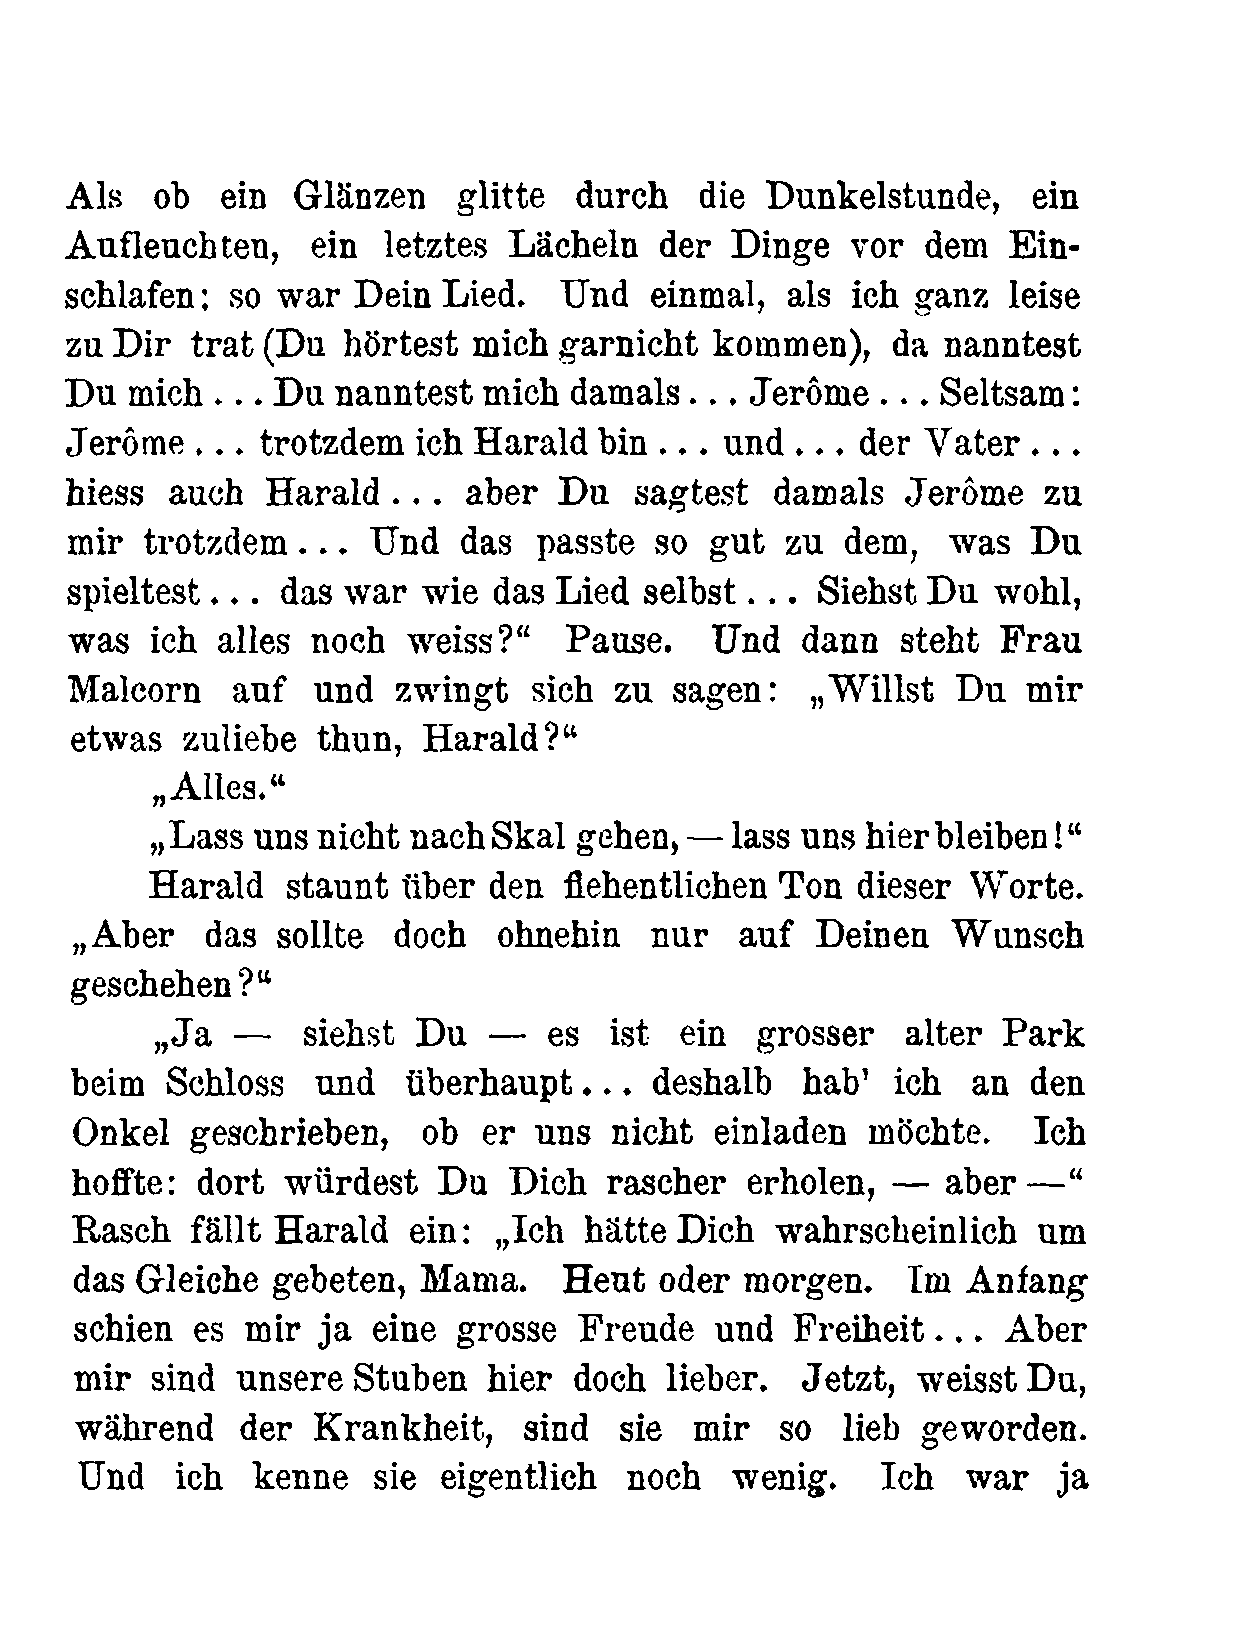 Als ob ein Glänzen glitte durch die Dunkelstunde, ein
Aufleuchten, ein letztes Lächeln der Dinge vor dem Ein-
schlafen; so war Dein Lied. Und einmal, als ich ganz leise
zu Dir trat (Du hörtest mich garnicht kommen), da nanntest
Du mich . . . Du nanntest mich damals . . . Jerôme . . . Seltsam:
Jerôme . . . trotzdem ich Harald bin . . . und . . . der Vater . . .
hiess auch Harald . . . aber Du sagtest damals Jerôme zu
mir trotzdem . . . Und das passte so gut zu dem, was Du
spieltest . . . das war wie das Lied selbst . . . Siehst Du wohl,
was ich alles noch weiss?“ Pause. Und dann steht Frau
Malcorn auf und zwingt sich zu sagen: „Willst Du mir
etwas zuliebe thun, Harald?“
„Alles.“
„Lass uns nicht nach Skal gehen, — lass uns hier bleiben!“
Harald staunt über den flehentlichen Ton dieser Worte.
„Aber das sollte doch ohnehin nur auf Deinen Wunsch
geschehen?“
„Ja — siehst Du — es ist ein grosser alter Park
beim Schloss und überhaupt . . . deshalb hab' ich an den
Onkel geschrieben, ob er uns nicht einladen möchte. Ich
hoffte: dort würdest Du Dich rascher erholen, — aber —“
Rasch fällt Harald ein: „Ich hätte Dich wahrscheinlich um
das Gleiche gebeten, Mama. Heut oder morgen. Im Anfang
schien es mir ja eine grosse Freude und Freiheit . . . Aber
mir sind unsere Stuben hier doch lieber. Jetzt, weisst Du,
während der Krankheit, sind sie mir so lieb geworden.
Und ich kenne sie eigentlich noch wenig. Ich war ja